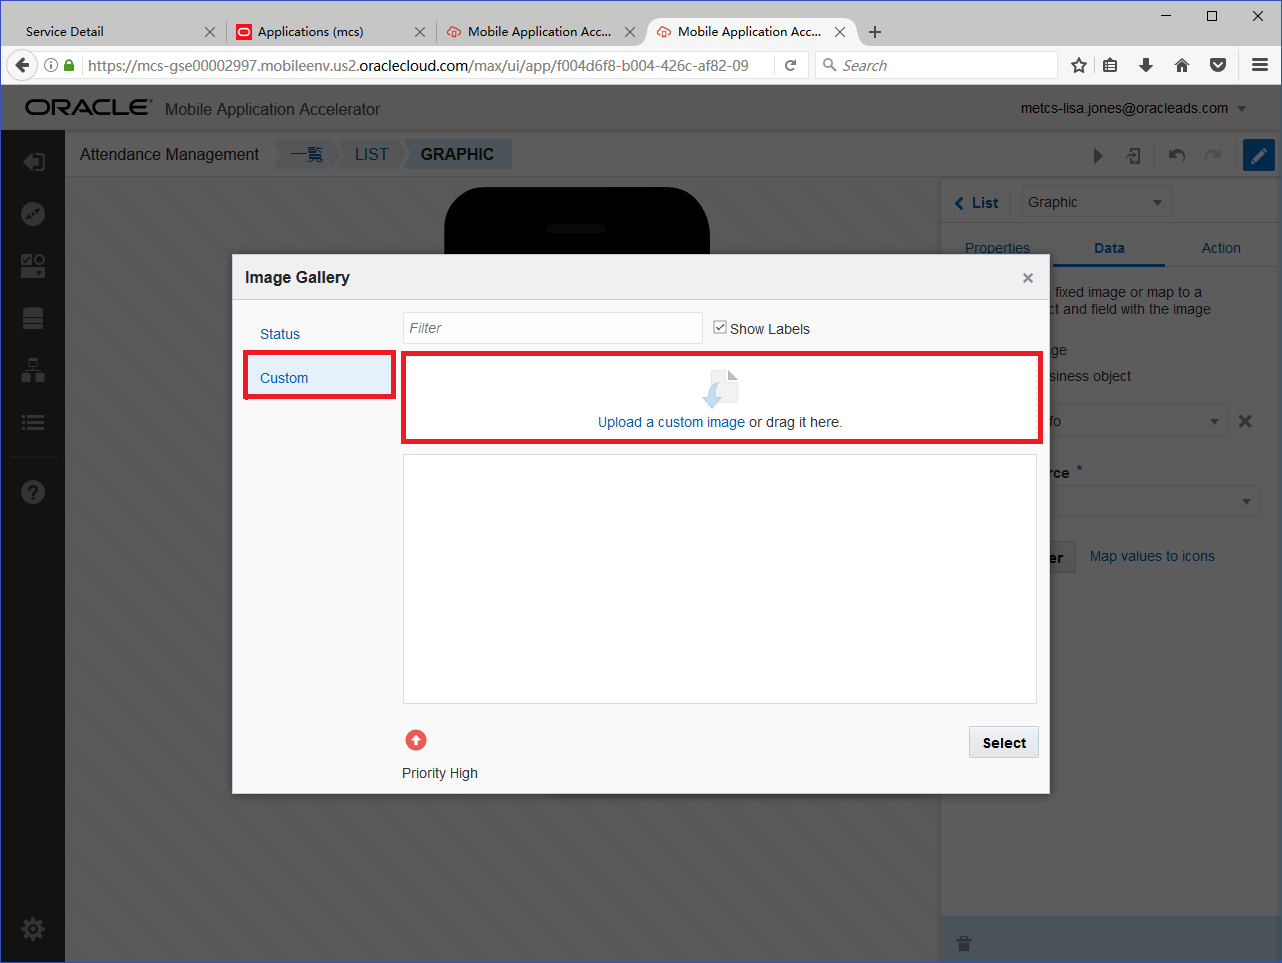 Service Detail
Applications (mcs)
Mobile Application Acc...
Mobile Application Acc...
https://mcs-gse00002997.mobileenv.us2.oraclecloud.com/max/ui/app/f004d6f8-b004-426c-af82-09
Search
ORACLE Mobile Application Accelerator
metcs-lisa.jones@oracleads.com
Attendance Management
一覧
LIST
GRAPHIC
List
Graphic
Properties
Data
Action
fixed image or map to a
ct and field with the image
ge
siness object
fo
rce *
er
Map values to icons
Image Gallery
Status
Custom
Filter
Show Labels
Upload a custom image or drag it here.
Priority High
Select